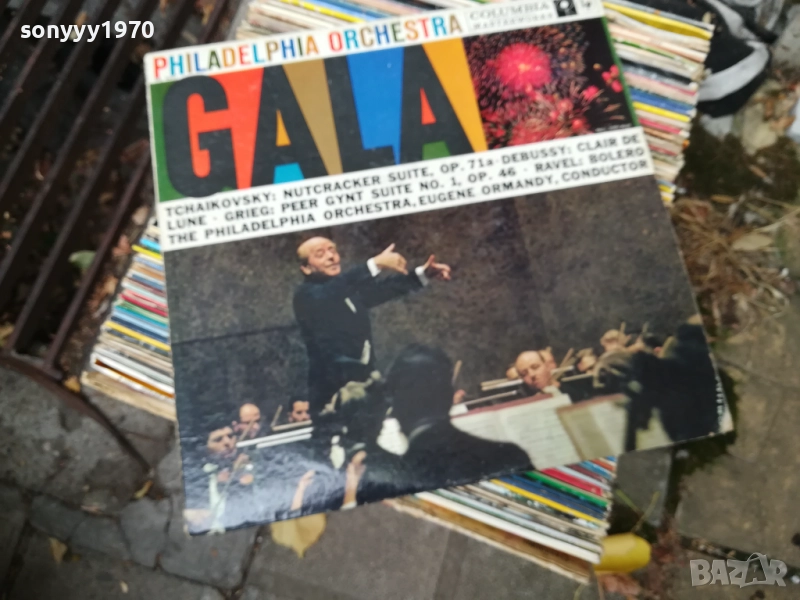 sonyyy1970
PHILADELPHIA ORCHESTRA
COLUMBIA
MASTERWORKS
GALA
TCHAIKOVSKY: NUTCRACKER SUITE, OP. 71a · DEBUSSY: CLAIR DE
LUNE · GRIEG: PEER GYNT SUITE NO. 1, OP. 46 · RAVEL: BOLERO
THE PHILADELPHIA ORCHESTRA, EUGENE ORMANDY, CONDUCTOR
BAZAR